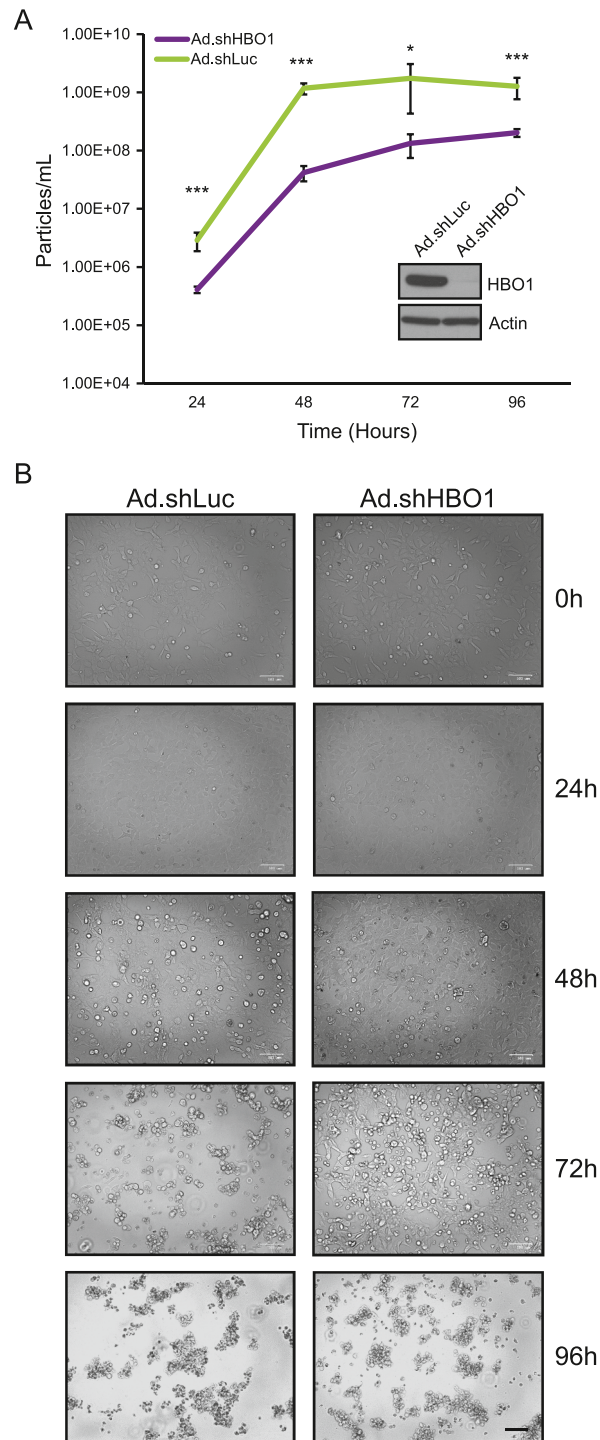 A
1.00E+10
1.00E+09
1.00E+08
1.00E+07
1.00E+06
1.00E+05
1.00E+04
Particles/mL
Ad.shHBO1
Ad.shLuc
***
***
*
***
Ad.shLuc
Ad.shHBO1
HBO1
Actin
24
48
72
96
Time (Hours)
B
Ad.shLuc
Ad.shHBO1
0h
24h
48h
72h
96h